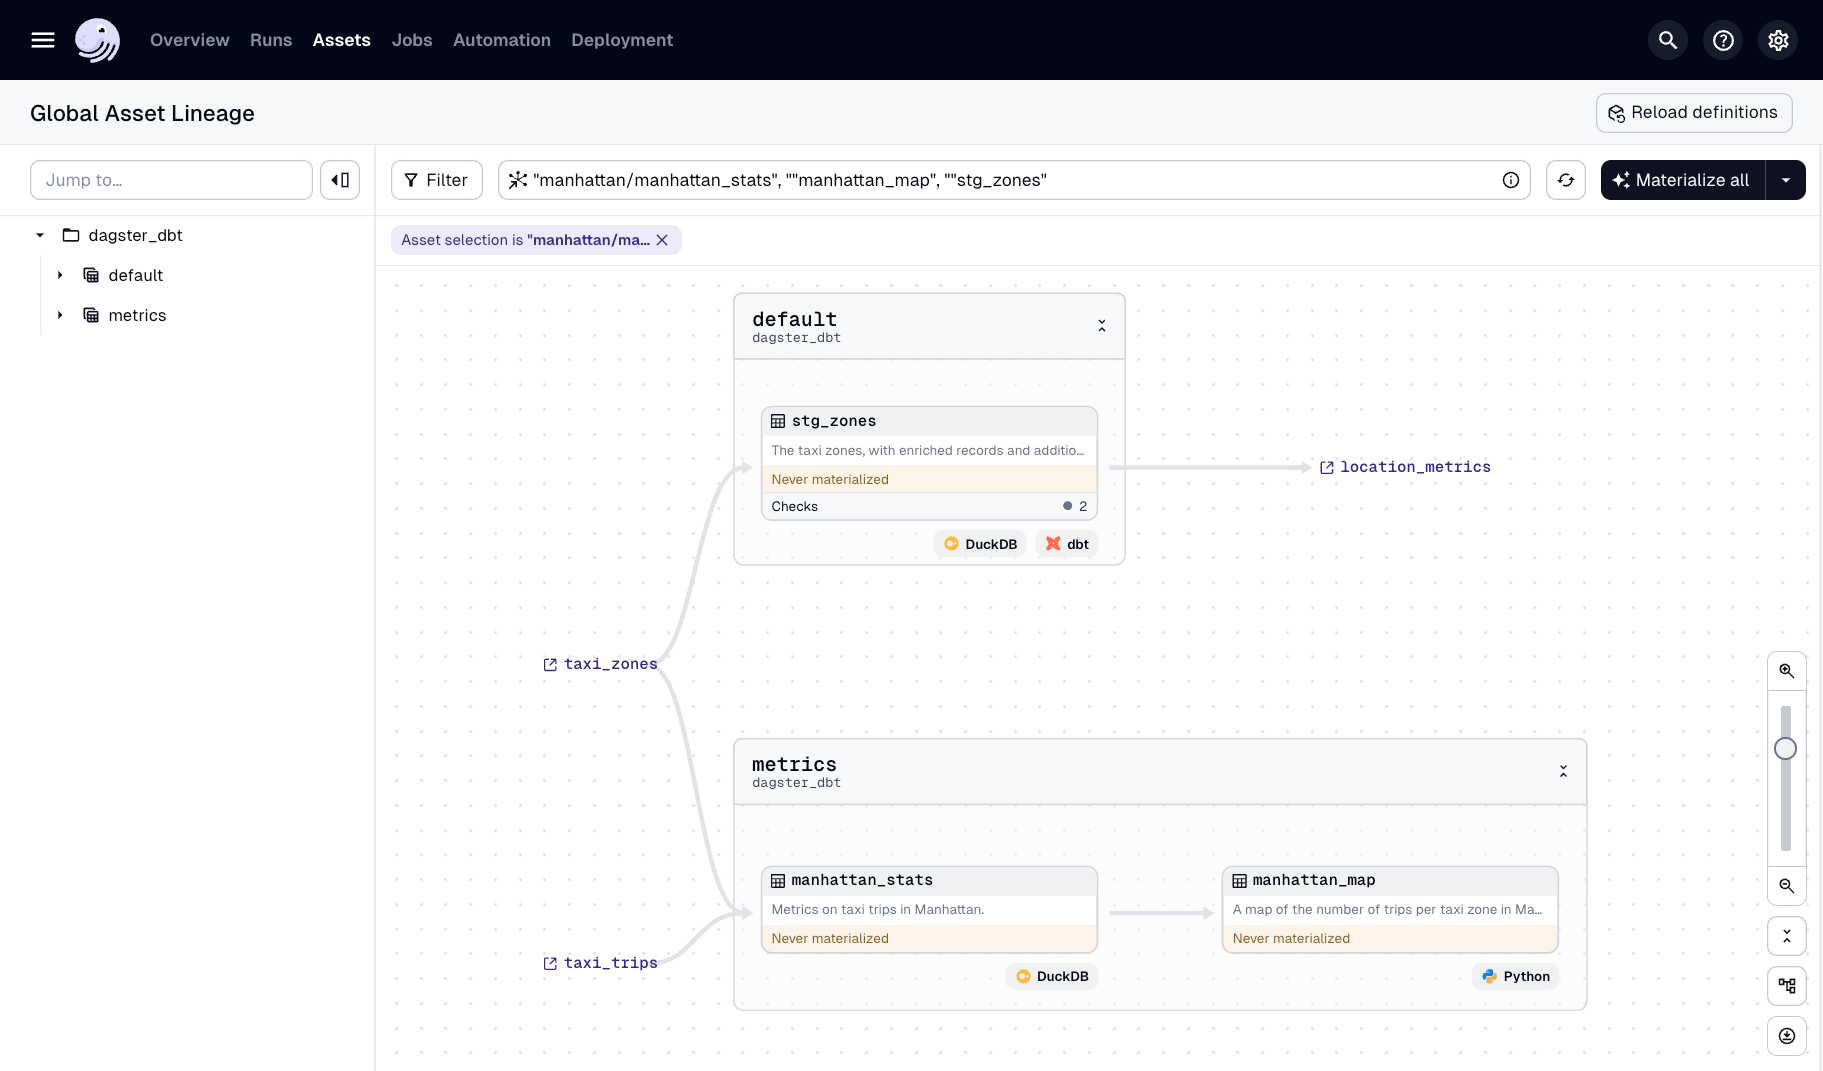 Overview Runs Assets Jobs Automation Deployment
Global Asset Lineage
Reload definitions
Jump to…
Filter
"manhattan/manhattan_stats", ""manhattan_map", ""stg_zones"
Materialize all
Asset selection is "manhattan/ma...
dagster_dbt
default
metrics
default
dagster_dbt
stg_zones
The taxi zones, with enriched records and additio…
Never materialized
Checks 2
DuckDB dbt
location_metrics
taxi_zones
metrics
dagster_dbt
manhattan_stats
Metrics on taxi trips in Manhattan.
Never materialized
DuckDB
manhattan_map
A map of the number of trips per taxi zone in Ma…
Never materialized
Python
taxi_trips